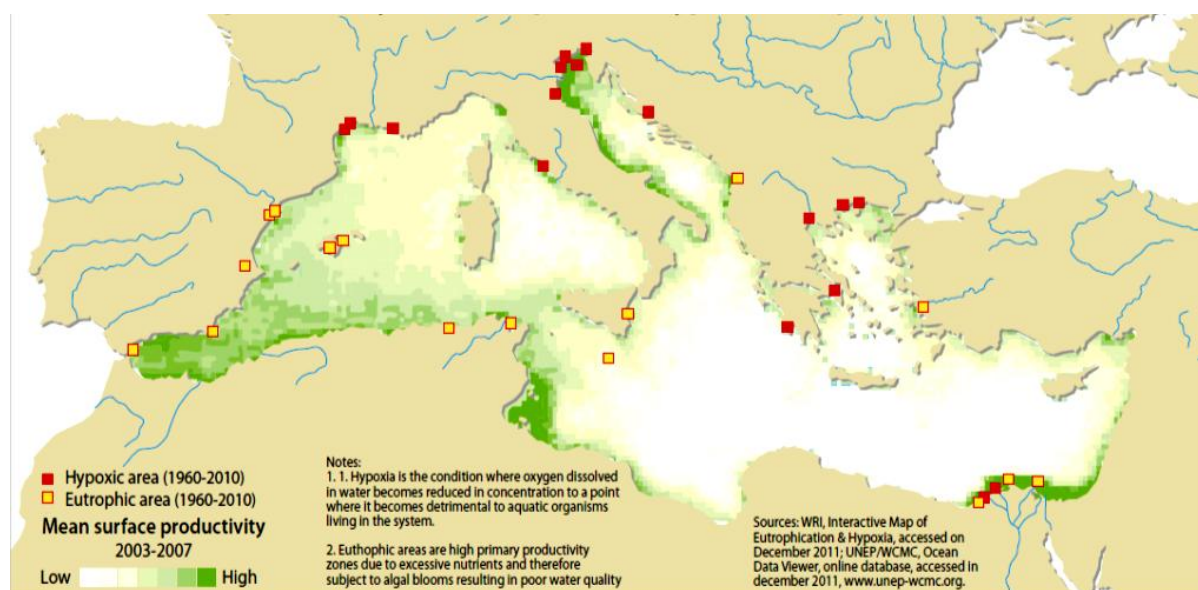 Hypoxic area (1960-2010)
Eutrophic area (1960-2010)
Mean surface productivity
2003-2007
Low
High
Notes:
1. 1. Hypoxia is the condition where oxygen dissolved
in water becomes reduced in concentration to a point
where it becomes detrimental to aquatic organisms
living in the system.
2. Euthophic areas are high primary productivity
zones due to excessive nutrients and therefore
subject to algal blooms resulting in poor water quality
Sources: WRI, Interactive Map of
Eutrophication & Hypoxia, accessed on
December 2011; UNEP/WCMC, Ocean
Data Viewer, online database, accessed in
december 2011, www.unep-wcmc.org.